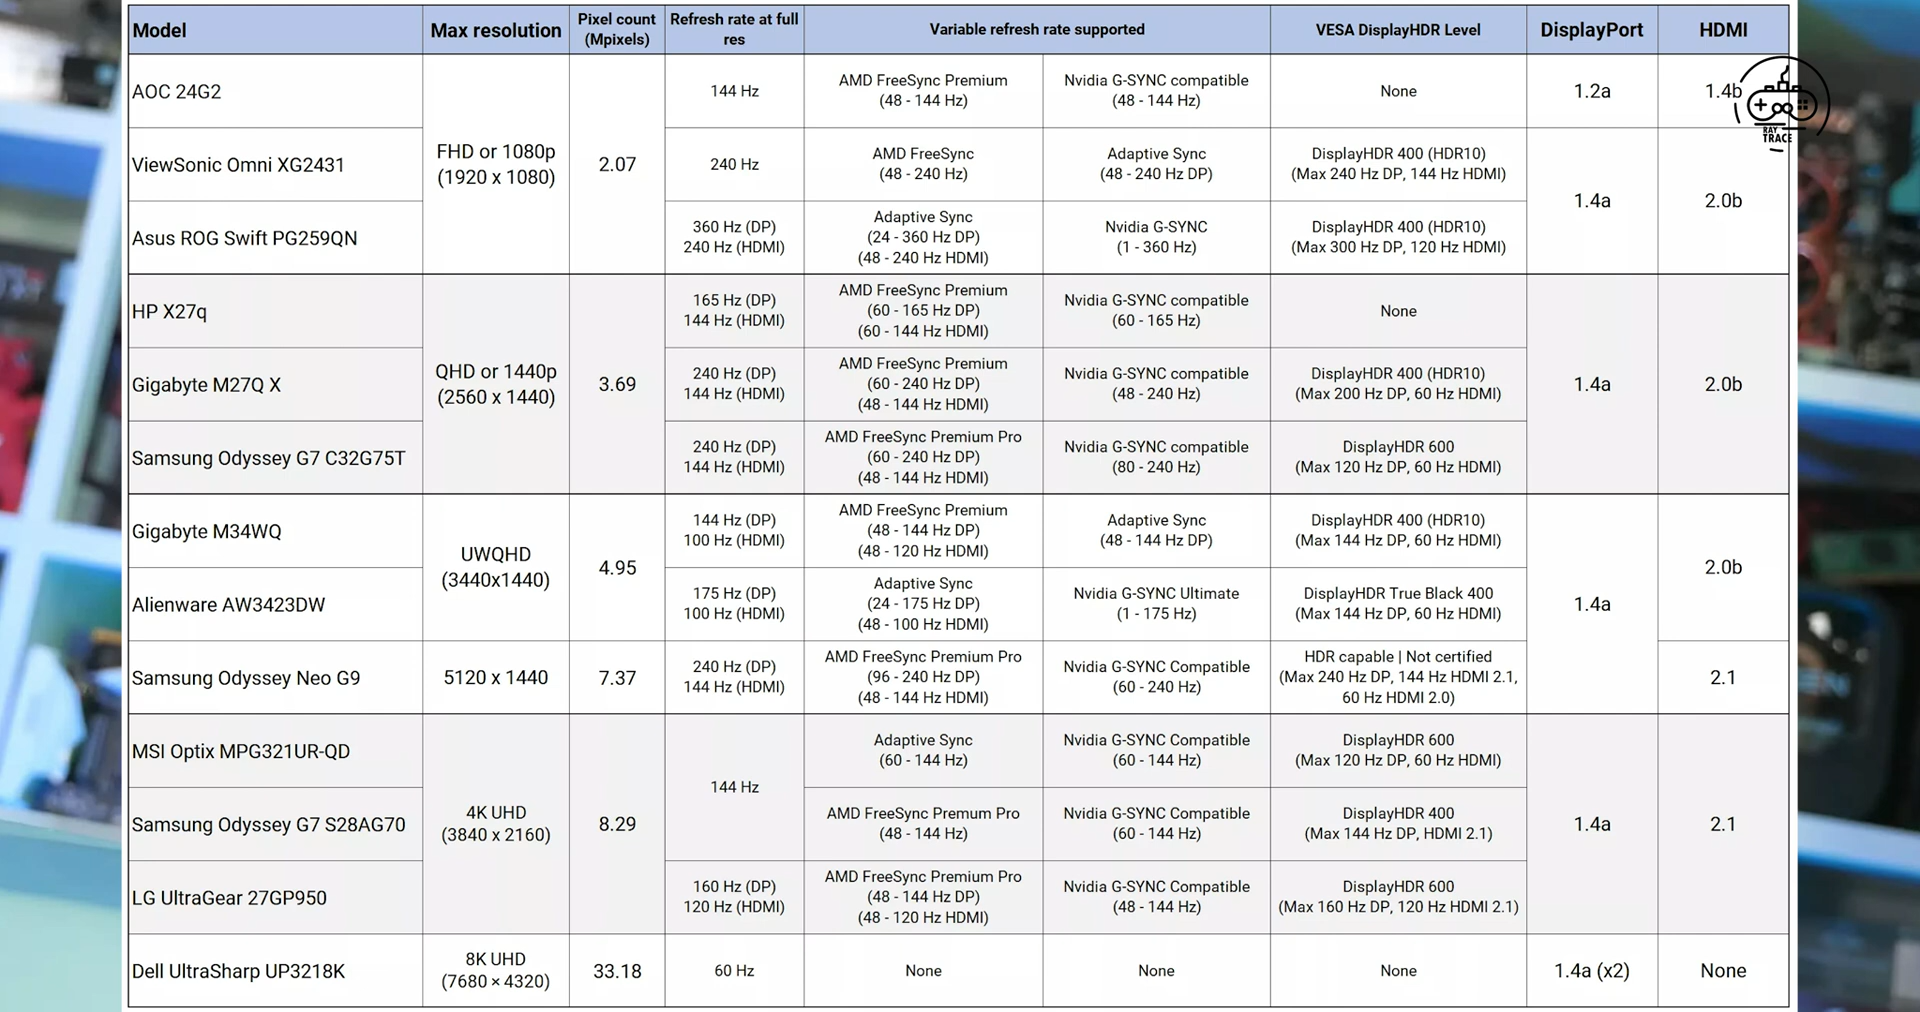 Model
Max resolution
Pixel count
(Mpixels)
Refresh rate at full
res
Variable refresh rate supported
VESA DisplayHDR Level
DisplayPort
HDMI
AOC 24G2
FHD or 1080p
(1920 x 1080)
2.07
144 Hz
AMD FreeSync Premium
(48 - 144 Hz)
Nvidia G-SYNC compatible
(48 - 144 Hz)
None
1.2a
1.4b
RAY
TRACE
ViewSonic Omni XG2431
240 Hz
AMD FreeSync
(48 - 240 Hz)
Adaptive Sync
(48 - 240 Hz DP)
DisplayHDR 400 (HDR10)
(Max 240 Hz DP, 144 Hz HDMI)
1.4a
2.0b
Asus ROG Swift PG259QN
360 Hz (DP)
240 Hz (HDMI)
Adaptive Sync
(24 - 360 Hz DP)
(48 - 240 Hz HDMI)
Nvidia G-SYNC
(1 - 360 Hz)
DisplayHDR 400 (HDR10)
(Max 300 Hz DP, 120 Hz HDMI)
HP X27q
QHD or 1440p
(2560 x 1440)
3.69
165 Hz (DP)
144 Hz (HDMI)
AMD FreeSync Premium
(60 - 165 Hz DP)
(60 - 144 Hz HDMI)
Nvidia G-SYNC compatible
(60 - 165 Hz)
None
1.4a
2.0b
Gigabyte M27Q X
240 Hz (DP)
144 Hz (HDMI)
AMD FreeSync Premium
(60 - 240 Hz DP)
(48 - 144 Hz HDMI)
Nvidia G-SYNC compatible
(48 - 240 Hz)
DisplayHDR 400 (HDR10)
(Max 200 Hz DP, 60 Hz HDMI)
Samsung Odyssey G7 C32G75T
240 Hz (DP)
144 Hz (HDMI)
AMD FreeSync Premium Pro
(60 - 240 Hz DP)
(48 - 144 Hz HDMI)
Nvidia G-SYNC compatible
(80 - 240 Hz)
DisplayHDR 600
(Max 120 Hz DP, 60 Hz HDMI)
Gigabyte M34WQ
UWQHD
(3440x1440)
4.95
144 Hz (DP)
100 Hz (HDMI)
AMD FreeSync Premium
(48 - 144 Hz DP)
(48 - 120 Hz HDMI)
Adaptive Sync
(48 - 144 Hz DP)
DisplayHDR 400 (HDR10)
(Max 144 Hz DP, 60 Hz HDMI)
1.4a
2.0b
Alienware AW3423DW
175 Hz (DP)
100 Hz (HDMI)
Adaptive Sync
(24 - 175 Hz DP)
(48 - 100 Hz HDMI)
Nvidia G-SYNC Ultimate
(1 - 175 Hz)
DisplayHDR True Black 400
(Max 144 Hz DP, 60 Hz HDMI)
Samsung Odyssey Neo G9
5120 x 1440
7.37
240 Hz (DP)
144 Hz (HDMI)
AMD FreeSync Premium Pro
(96 - 240 Hz DP)
(48 - 144 Hz HDMI)
Nvidia G-SYNC Compatible
(60 - 240 Hz)
HDR capable | Not certified
(Max 240 Hz DP, 144 Hz HDMI 2.1,
60 Hz HDMI 2.0)
2.1
MSI Optix MPG321UR-QD
4K UHD
(3840 x 2160)
8.29
144 Hz
Adaptive Sync
(60 - 144 Hz)
Nvidia G-SYNC Compatible
(60 - 144 Hz)
DisplayHDR 600
(Max 120 Hz DP, 60 Hz HDMI)
1.4a
2.1
Samsung Odyssey G7 S28AG70
AMD FreeSync Premum Pro
(48 - 144 Hz)
Nvidia G-SYNC Compatible
(60 - 144 Hz)
DisplayHDR 400
(Max 144 Hz DP, HDMI 2.1)
LG UltraGear 27GP950
160 Hz (DP)
120 Hz (HDMI)
AMD FreeSync Premium Pro
(48 - 144 Hz DP)
(48 - 120 Hz HDMI)
Nvidia G-SYNC Compatible
(48 - 144 Hz)
DisplayHDR 600
(Max 160 Hz DP, 120 Hz HDMI 2.1)
Dell UltraSharp UP3218K
8K UHD
(7680 × 4320)
33.18
60 Hz
None
None
None
1.4a (x2)
None